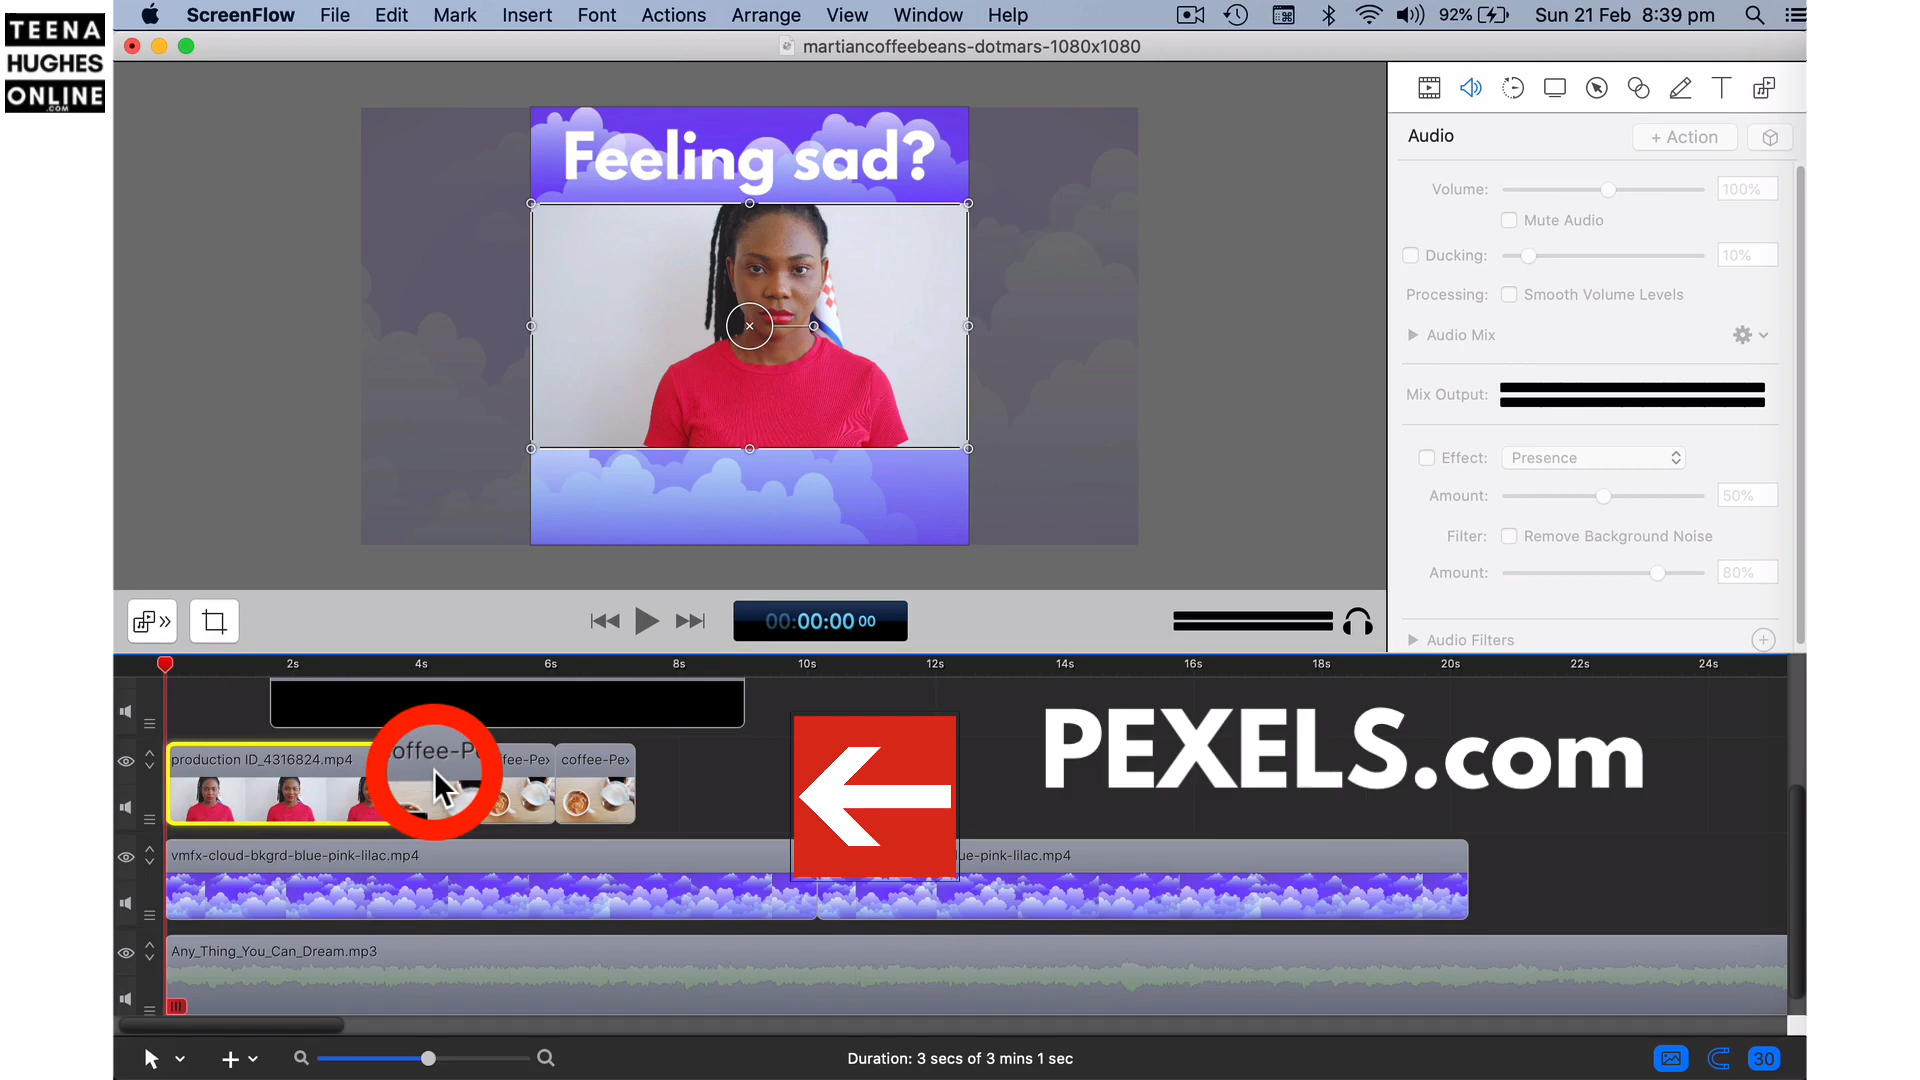 TEENA
HUGHES
ONLINE
.COM
ScreenFlow File Edit Mark Insert Font Actions Arrange View Window Help 92% Sun 21 Feb 8:39 pm
martiancoffeebeans-dotmars-1080x1080
Feeling sad?
Audio + Action
Volume: 100%
Mute Audio
Ducking: 10%
Processing: Smooth Volume Levels
Audio Mix
Mix Output:
Effect: Presence
Amount: 50%
Filter: Remove Background Noise
Amount: 80%
Audio Filters
00:00:00 00
2s 4s 6s 8s 10s 12s 14s 16s 18s 20s 22s 24s
PEXELS.com
production ID_4316824.mp4 offee-Pe fee-Pe› coffee-Pe›
vmfx-cloud-bkgrd-blue-pink-lilac.mp4 ue-pink-lilac.mp4
Any_Thing_You_Can_Dream.mp3
Duration: 3 secs of 3 mins 1 sec 30